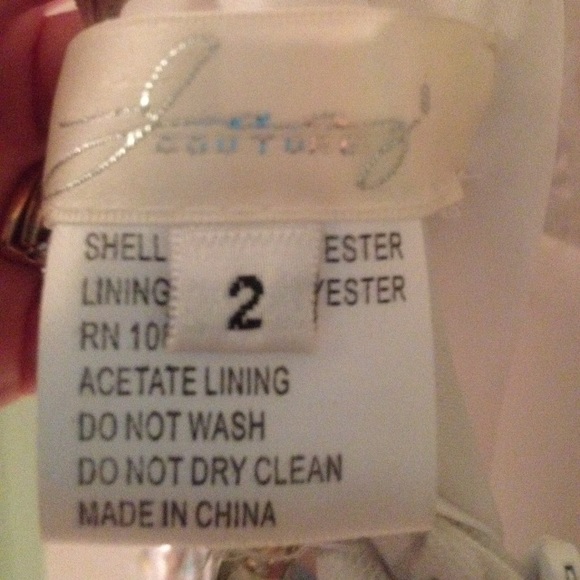 COUTURE
SHELL ESTER
2
LINING YESTER
RN 10
ACETATE LINING
DO NOT WASH
DO NOT DRY CLEAN
MADE IN CHINA